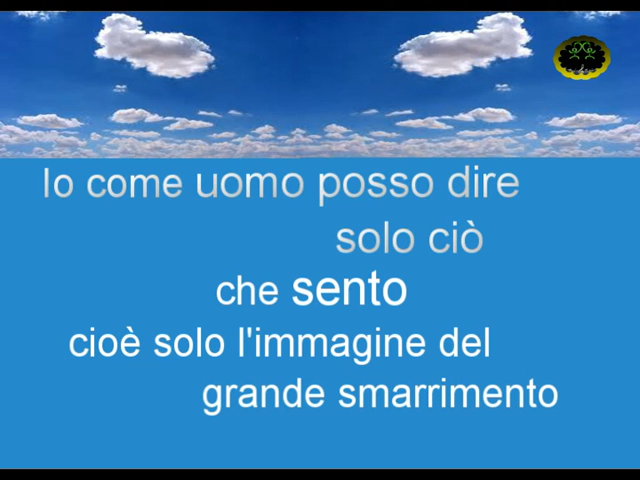 Io come uomo posso dire
solo ciò
che sento
cioè solo l'immagine del
grande smarrimento